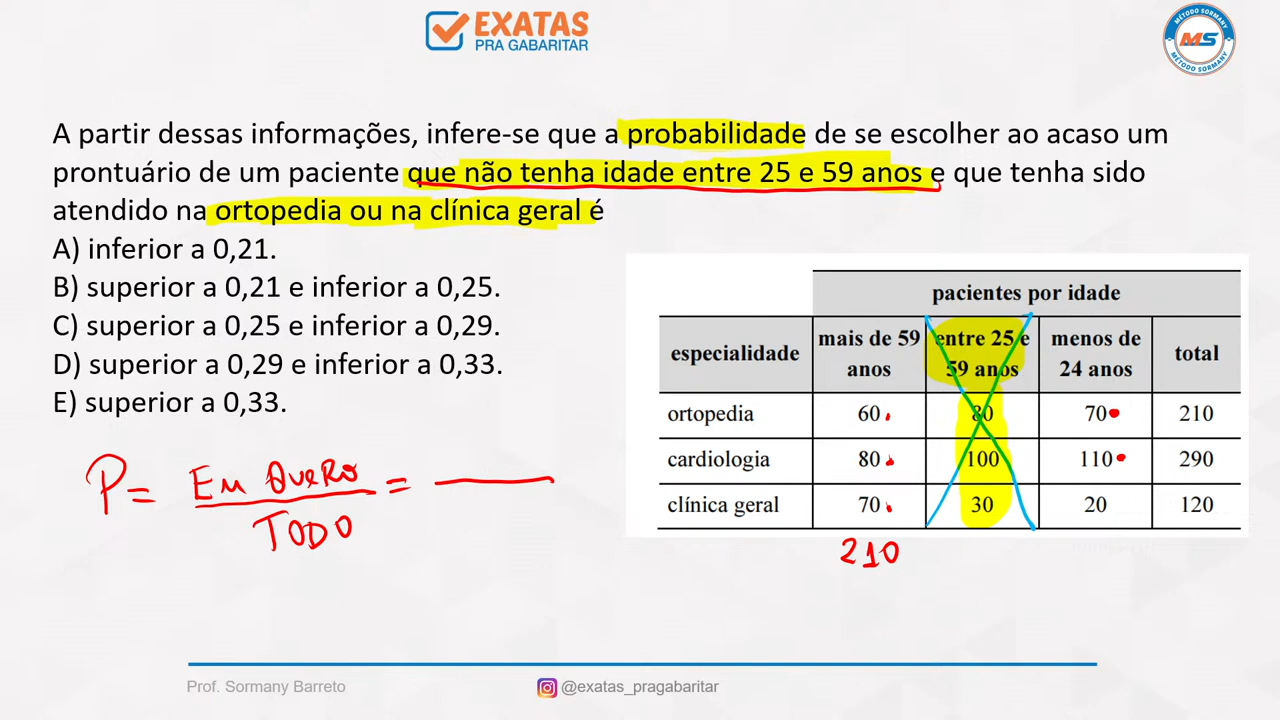 EXATAS
PRA GABARITAR
MÉTODO SORMANY
MS
MÉTODO SORMANY
A partir dessas informações, infere-se que a probabilidade de se escolher ao acaso um
prontuário de um paciente que não tenha idade entre 25 e 59 anos e que tenha sido
atendido na ortopedia ou na clínica geral é
A) inferior a 0,21.
B) superior a 0,21 e inferior a 0,25.
C) superior a 0,25 e inferior a 0,29.
D) superior a 0,29 e inferior a 0,33.
E) superior a 0,33.
pacientes por idade
especialidade mais de 59 anos entre 25 e 59 anos menos de 24 anos total
ortopedia 60 80 70 210
cardiologia 80 100 110 290
clínica geral 70 30 20 120
210
P= EU QUERO =
TODO
Prof. Sormany Barreto
@exatas_pragabaritar